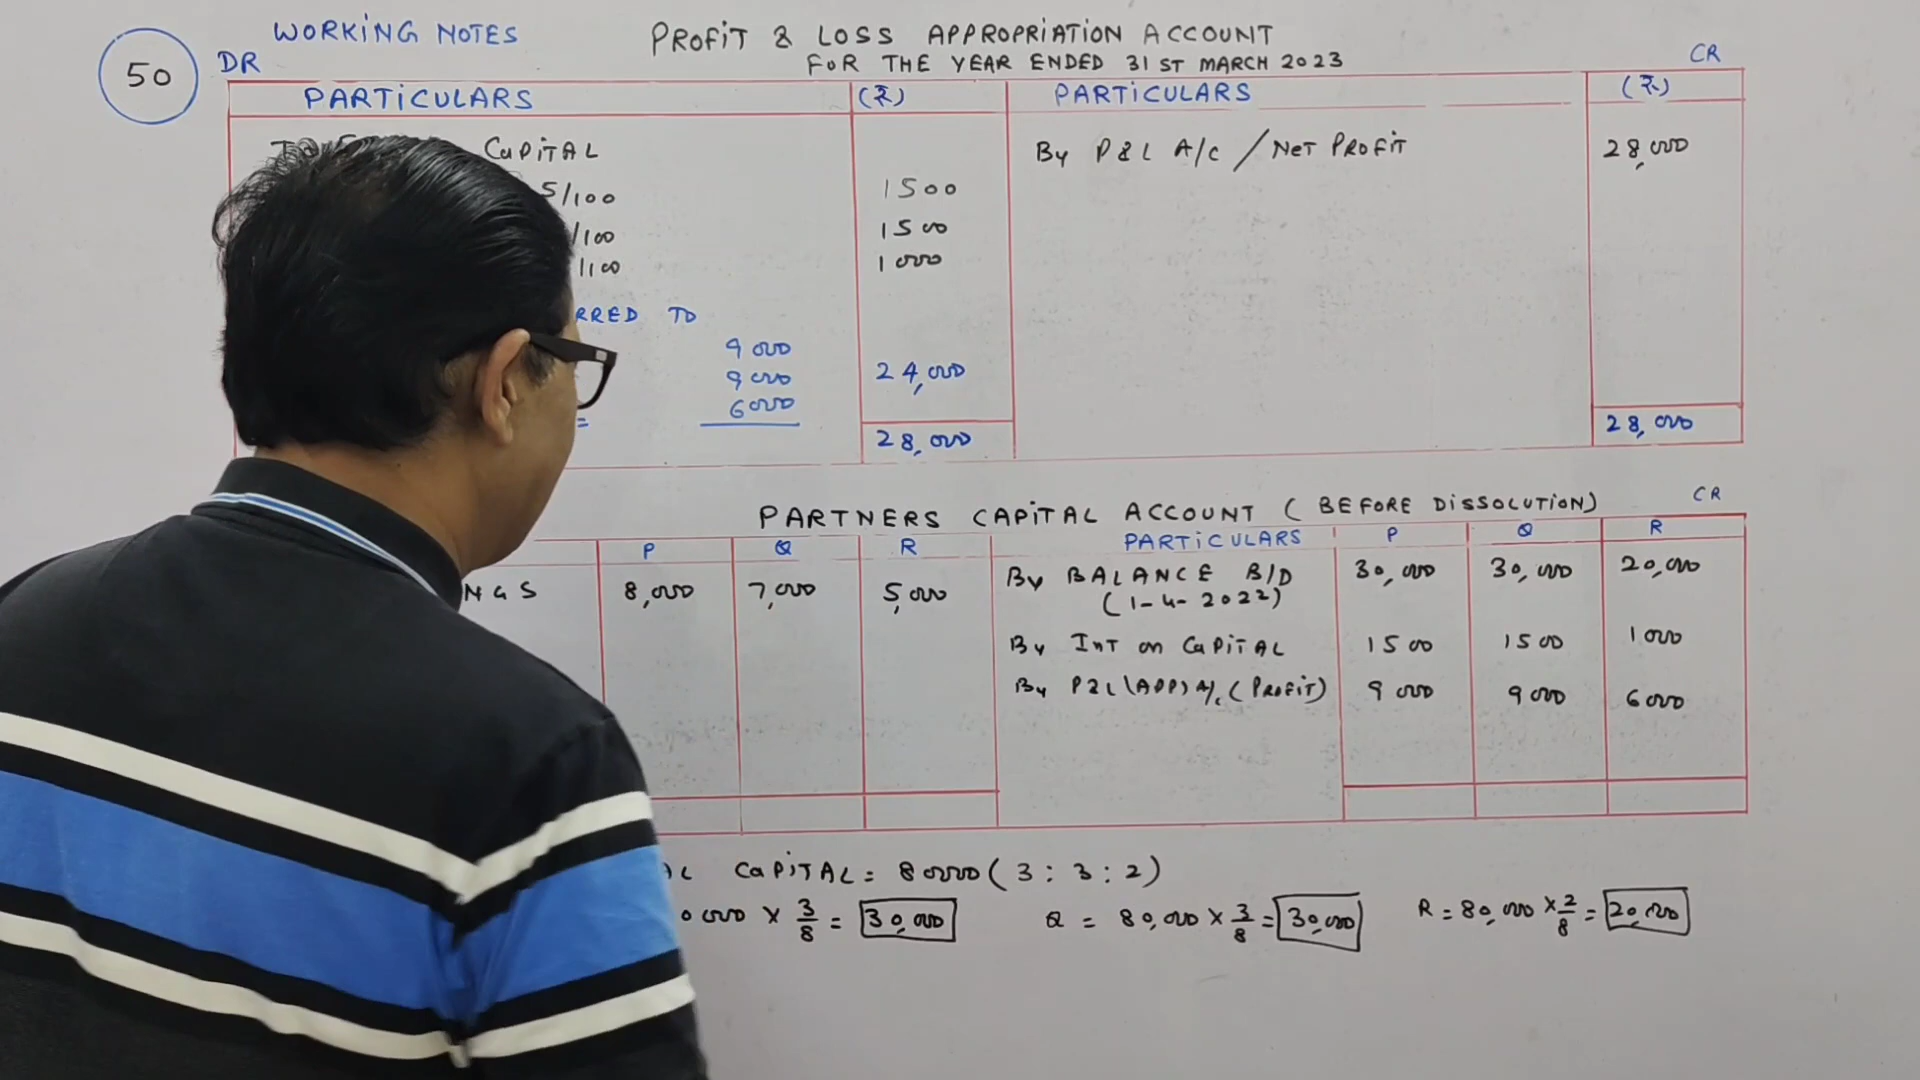 50
WORKING NOTES
PROFIT & LOSS APPROPRIATION ACCOUNT
FOR THE YEAR ENDED 31 ST MARCH 2023
DR
CR
PARTICULARS (₹) PARTICULARS (₹)
CAPITAL
By P&L A/C / NET PROFIT 28,000
5/100 1500
/100 1500
/100 1000
RRED TO
9000
9000 24,000
6000
=
28,000 28,000
PARTNERS CAPITAL ACCOUNT ( BEFORE DISSOLUTION)
CR
P Q R PARTICULARS P Q R
NGS 8,000 7,000 5,000 By BALANCE B/D 30,000 30,000 20,000
(1-4-2022)
By INT on CAPITAL 1500 1500 1000
By P&L (APP) A/c (PROFIT) 9000 9000 6000
AL CAPITAL = 80000 ( 3 : 3 : 2 )
0000 × 3/8 = 30,000 Q = 80,000 × 3/8 = 30,000 R = 80,000 × 2/8 = 20,000